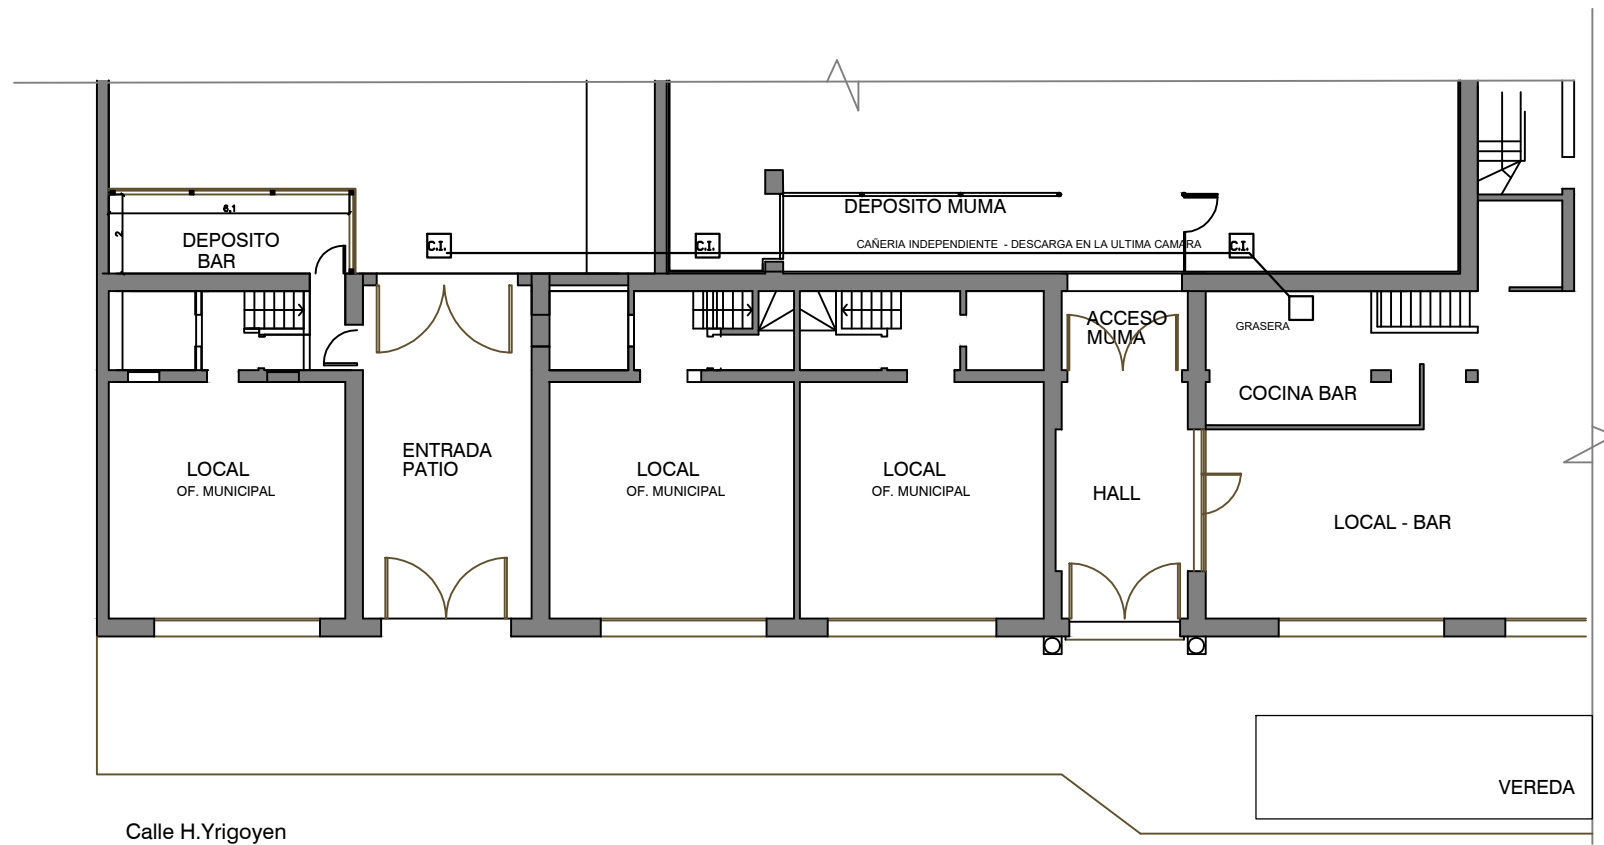 DEPOSITO MUMA
6,1
2
DEPOSITO
BAR
C.I.
C.I.
CAÑERIA INDEPENDIENTE - DESCARGA EN LA ULTIMA CAMARA
C.I.
ACCESO
MUMA
GRASERA
COCINA BAR
ENTRADA
PATIO
LOCAL
OF. MUNICIPAL
LOCAL
OF. MUNICIPAL
LOCAL
OF. MUNICIPAL
HALL
LOCAL - BAR
VEREDA
Calle H.Yrigoyen